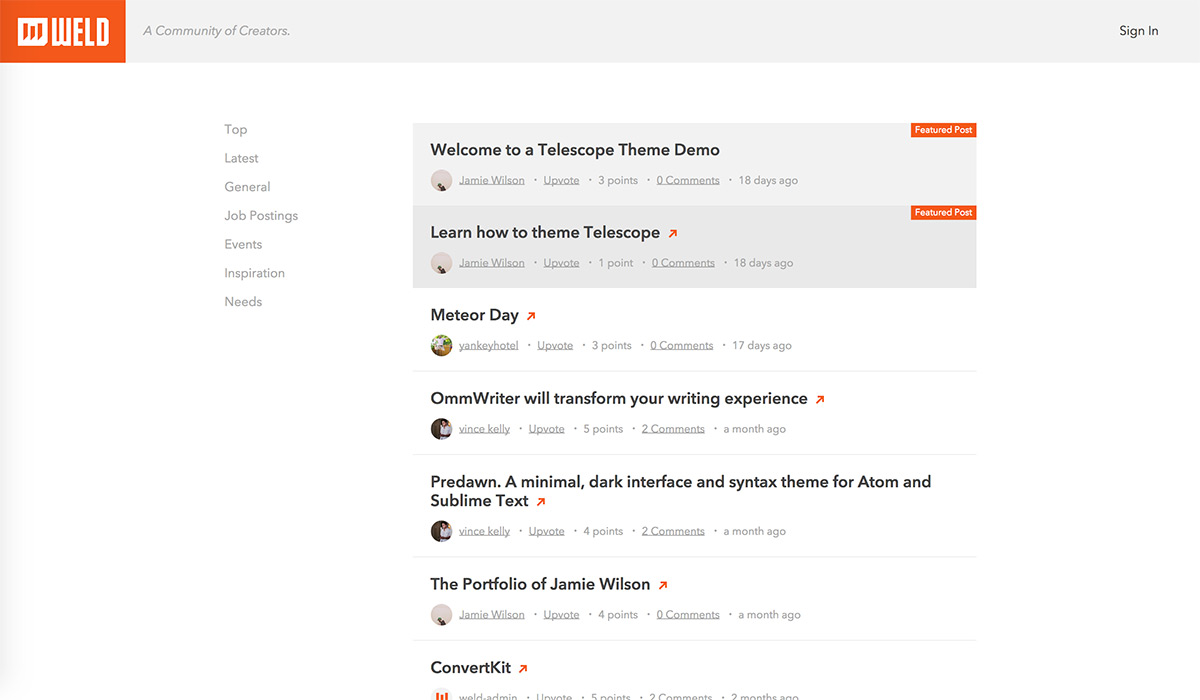 WELD
A Community of Creators.
Sign In
Top
Latest
General
Job Postings
Events
Inspiration
Needs
Featured Post
Welcome to a Telescope Theme Demo
Jamie Wilson · Upvote · 3 points · 0 Comments · 18 days ago
Featured Post
Learn how to theme Telescope
Jamie Wilson · Upvote · 1 point · 0 Comments · 18 days ago
Meteor Day
yankeyhotel · Upvote · 3 points · 0 Comments · 17 days ago
OmmWriter will transform your writing experience
vince kelly · Upvote · 5 points · 2 Comments · a month ago
Predawn. A minimal, dark interface and syntax theme for Atom and
Sublime Text
vince kelly · Upvote · 4 points · 2 Comments · a month ago
The Portfolio of Jamie Wilson
Jamie Wilson · Upvote · 4 points · 0 Comments · a month ago
ConvertKit
weld-admin · Upvote · 5 points · 2 Comments · 2 months ago